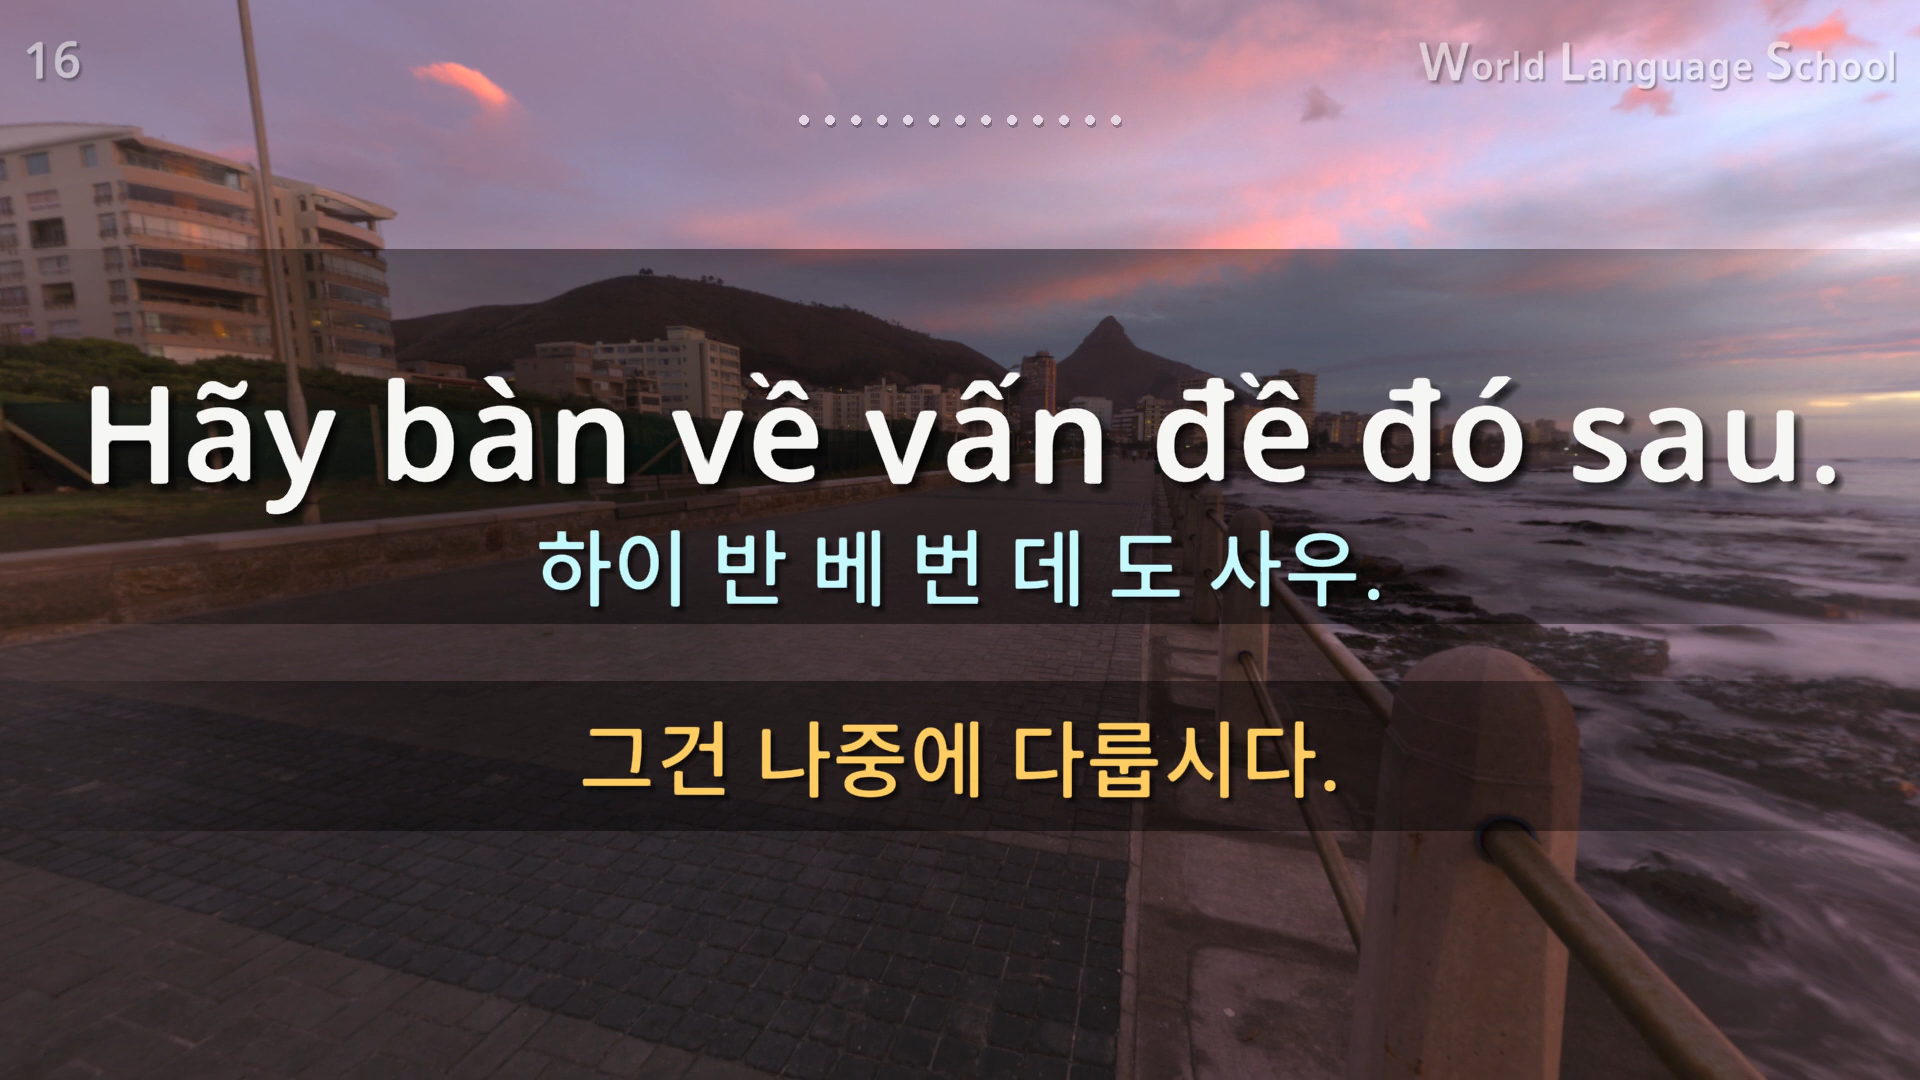 16
World Language School
Hãy bàn về vấn đề đó sau.
하이 반 베 번 데 도 사우.
그건 나중에 다룹시다.